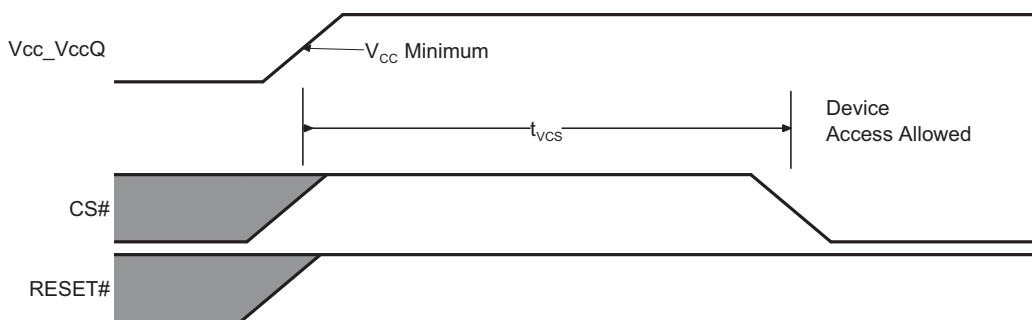 Vcc_VccQ
VCC Minimum
tVCS
Device
Access Allowed
CS#
RESET#